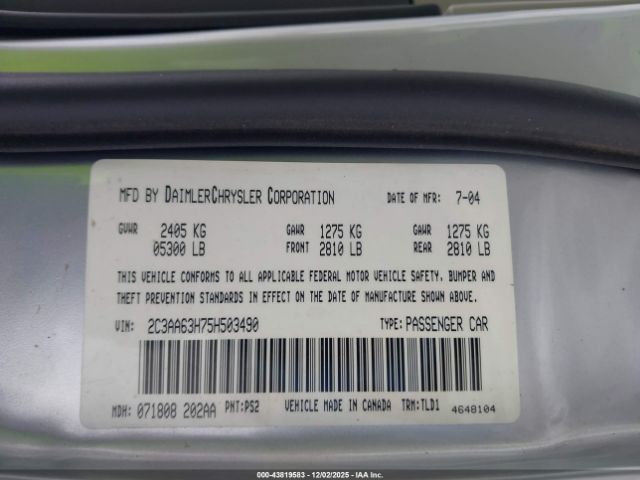 MFD BY DAIMLERCHRYSLER CORPORATION DATE OF MFR: 7-04
GVWR 2405 KG GAWR 1275 KG GAWR 1275 KG
05300 LB FRONT 2810 LB REAR 2810 LB
THIS VEHICLE CONFORMS TO ALL APPLICABLE FEDERAL MOTOR VEHICLE SAFETY, BUMPER AND
THEFT PREVENTION STANDARDS IN EFFECT ON THE DATE OF MANUFACTURE SHOWN ABOVE.
VIN: 2C3AA63H75H503490 TYPE: PASSENGER CAR
MDH: 071808 202AA PNT: PS2 VEHICLE MADE IN CANADA TRM: TLD1 4648104
000-43819583 - 12/02/2025 - IAA Inc.